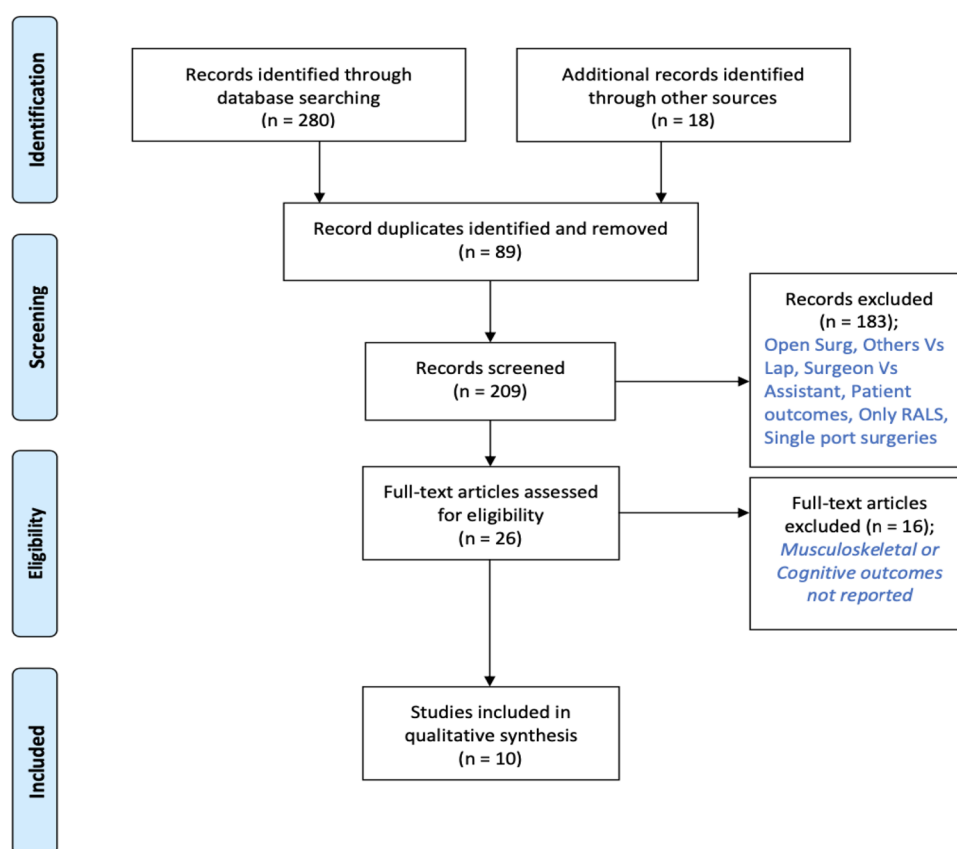 Identification
Records identified through
database searching
(n = 280)
Additional records identified
through other sources
(n = 18)
Record duplicates identified and removed
(n = 89)
Screening
Records screened
(n = 209)
Records excluded
(n = 183);
Open Surg, Others Vs
Lap, Surgeon Vs
Assistant, Patient
outcomes, Only RALS,
Single port surgeries
Eligibility
Full-text articles assessed
for eligibility
(n = 26)
Full-text articles
excluded (n = 16);
Musculoskeletal or
Cognitive outcomes
not reported
Included
Studies included in
qualitative synthesis
(n = 10)